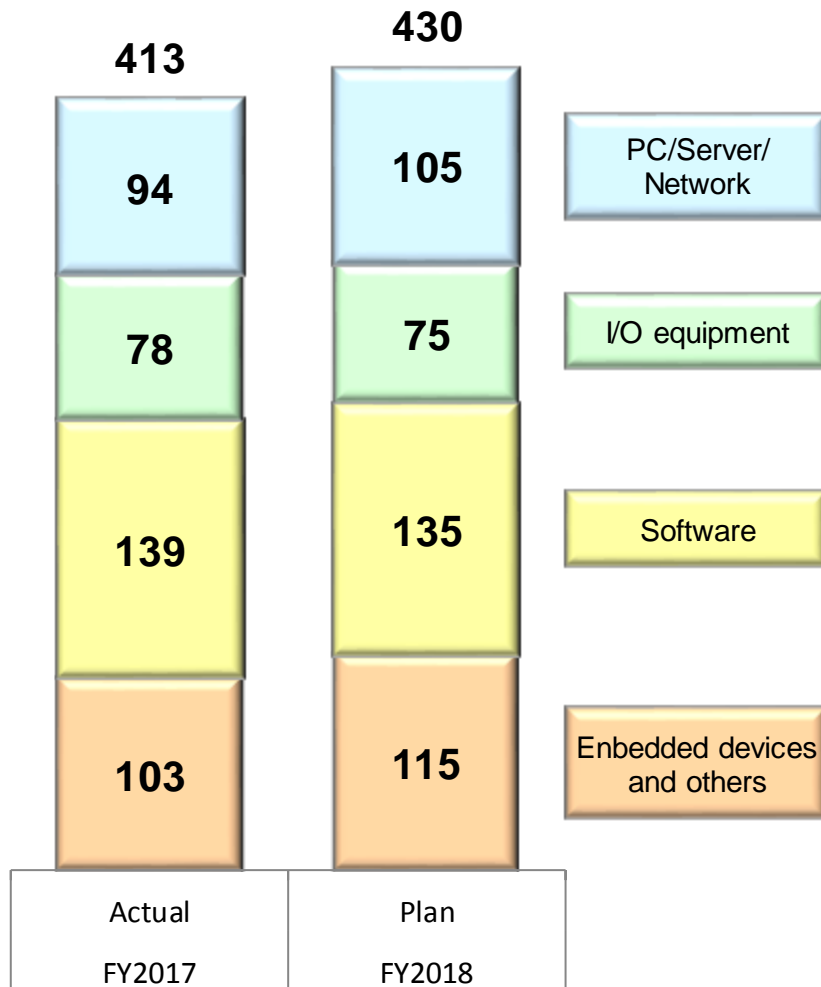 413
430
94
105
PC/Server/
Network
78
75
I/O equipment
139
135
Software
103
115
Enbedded devices
and others
Actual
Plan
FY2017
FY2018